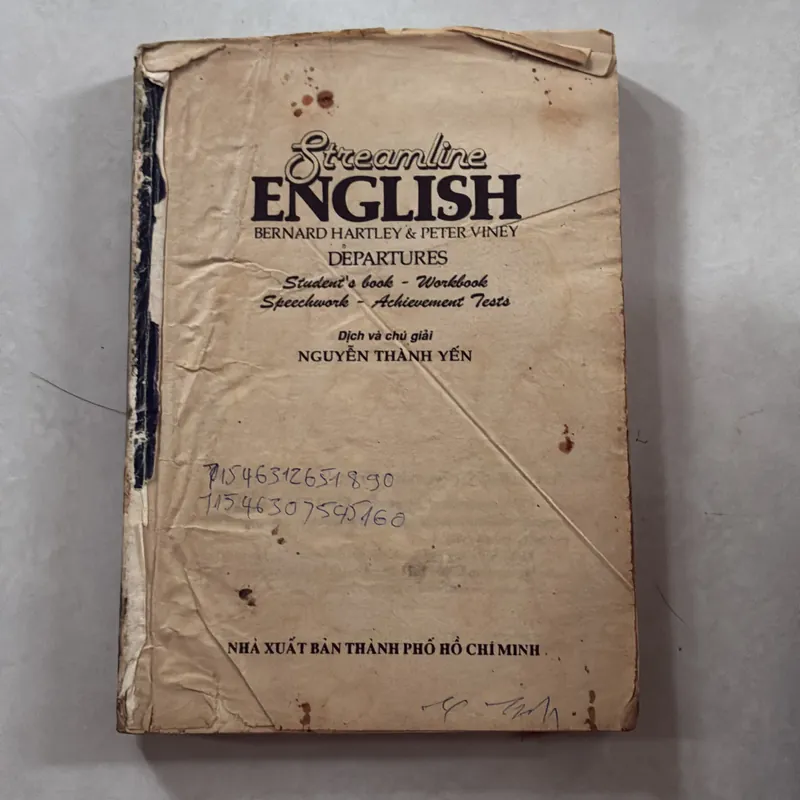 Streamline
ENGLISH
BERNARD HARTLEY & PETER VINEY
DEPARTURES
Student's book - Workbook
Speechwork - Achievement Tests
Dịch và chú giải
NGUYỄN THÀNH YẾN
71546312651890
NHÀ XUẤT BẢN THÀNH PHỐ HỒ CHÍ MINH